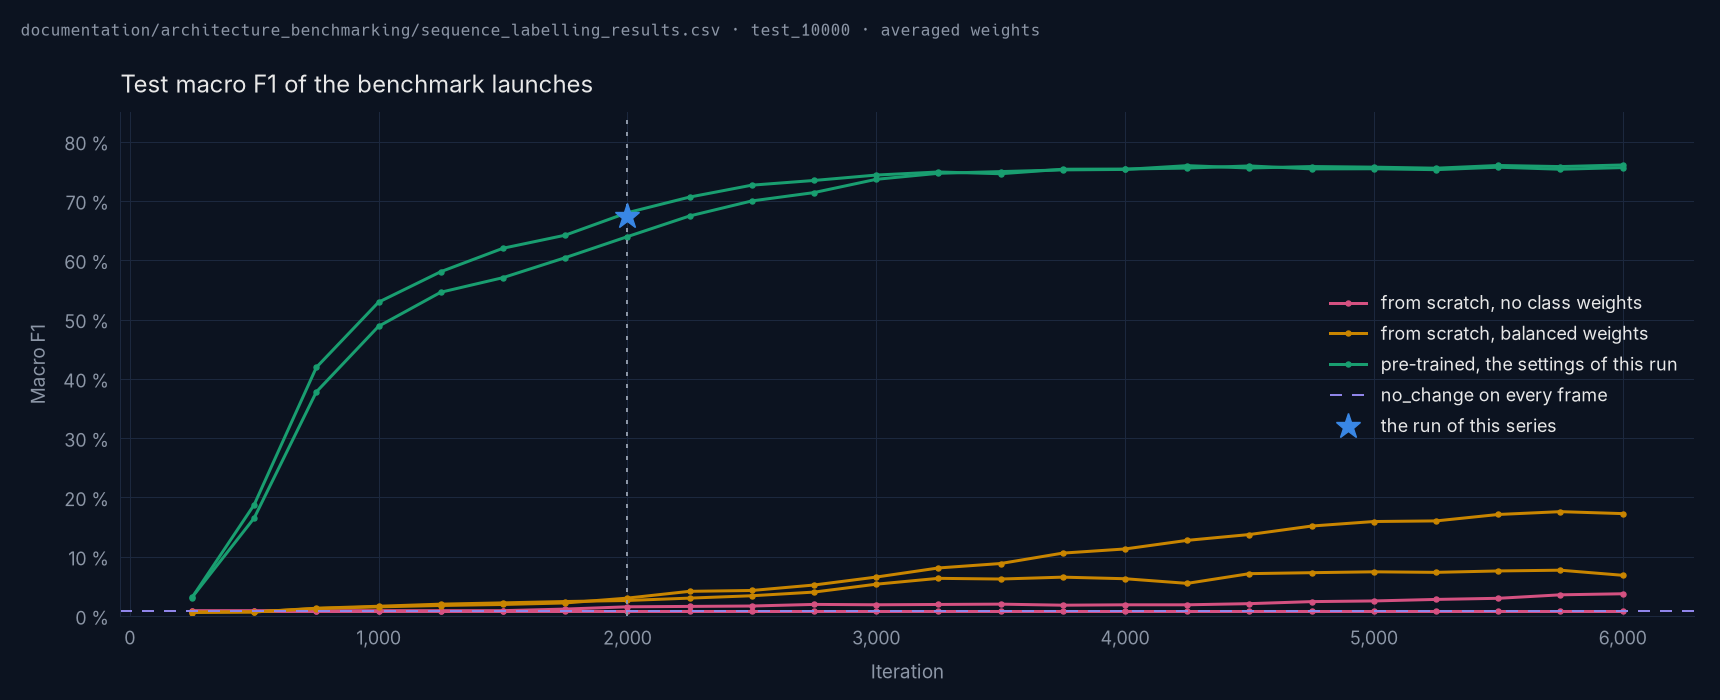 documentation/architecture_benchmarking/sequence_labelling_results.csv · test_10000 · averaged weights
Test macro F1 of the benchmark launches
80 %
70 %
60 %
50 %
40 %
30 %
20 %
10 %
0 %
Macro F1
from scratch, no class weights
from scratch, balanced weights
pre-trained, the settings of this run
no_change on every frame
the run of this series
0
1,000
2,000
3,000
4,000
5,000
6,000
Iteration